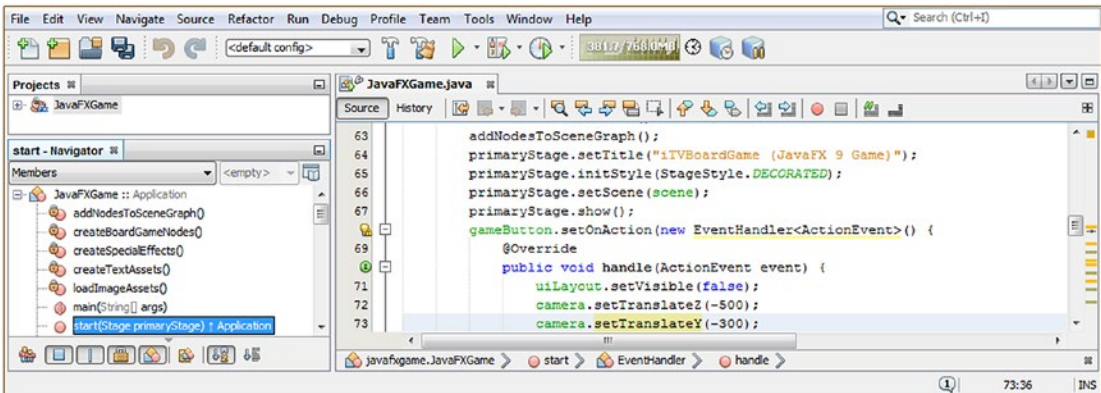 File Edit View Navigate Source Refactor Run Debug Profile Team Tools Window Help
Search (Ctrl+I)
<default config>
381.7/768.0MB
Projects
JavaFXGame
start - Navigator
Members
<empty>
JavaFXGame :: Application
addNodesToSceneGraph()
createBoardGameNodes()
createSpecialEffects()
createTextAssets()
loadImageAssets()
main(String[] args)
start(Stage primaryStage) ↑ Application
JavaFXGame.java
Source History
63 addNodesToSceneGraph();
64 primaryStage.setTitle("iTVBoardGame (JavaFX 9 Game)");
65 primaryStage.initStyle(StageStyle.DECORATED);
66 primaryStage.setScene(scene);
67 primaryStage.show();
gameButton.setOnAction(new EventHandler<ActionEvent>() {
69 @Override
public void handle(ActionEvent event) {
71 uiLayout.setVisible(false);
72 camera.setTranslateZ(-500);
73 camera.setTranslateY(-300);
javafxgame.JavaFXGame start EventHandler handle
1 73:36 INS